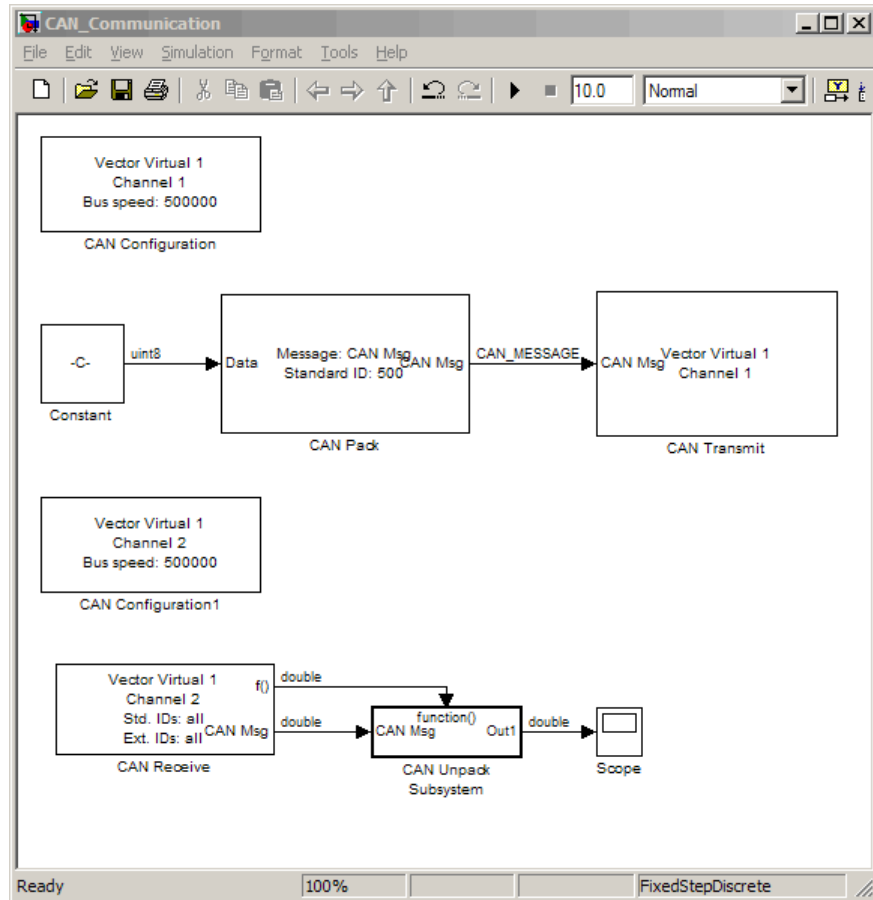 CAN_Communication
File Edit View Simulation Format Tools Help
10.0 Normal
Vector Virtual 1
Channel 1
Bus speed: 500000
CAN Configuration
-C-
Constant
uint8
Data
Message: CAN Msg
Standard ID: 500
CAN Msg
CAN Pack
CAN_MESSAGE
CAN Msg
Vector Virtual 1
Channel 1
CAN Transmit
Vector Virtual 1
Channel 2
Bus speed: 500000
CAN Configuration1
Vector Virtual 1
Channel 2
Std. IDs: all
Ext. IDs: all
f()
CAN Msg
CAN Receive
double
double
function()
CAN Msg
Out1
CAN Unpack
Subsystem
double
Scope
Ready 100% FixedStepDiscrete